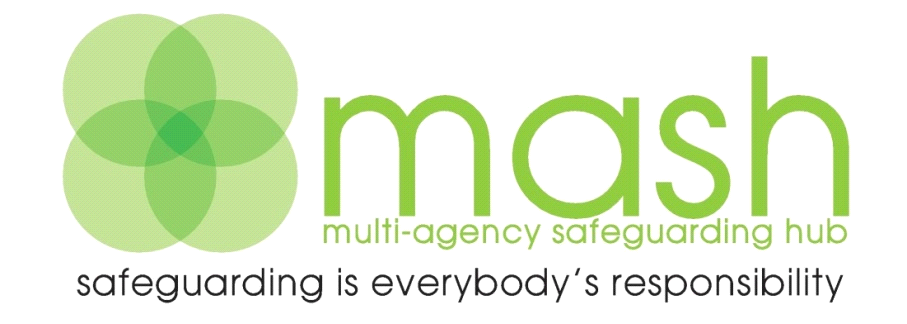 mash
multi-agency safeguarding hub
safeguarding is everybody's responsibility